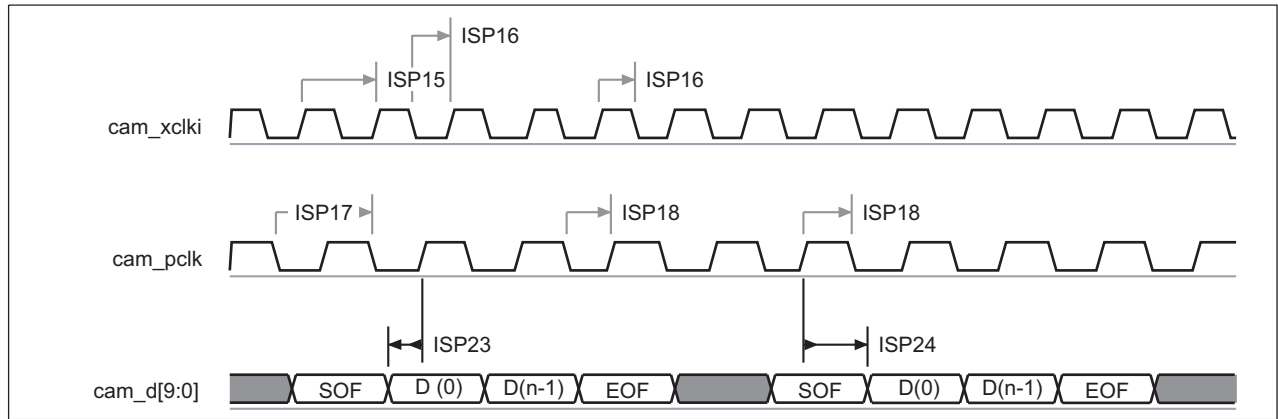 ISP16
ISP15
ISP16
cam_xclki
ISP17
ISP18
ISP18
cam_pclk
ISP23
ISP24
cam_d[9:0]
SOF
D (0)
D(n-1)
EOF
SOF
D(0)
D(n-1)
EOF